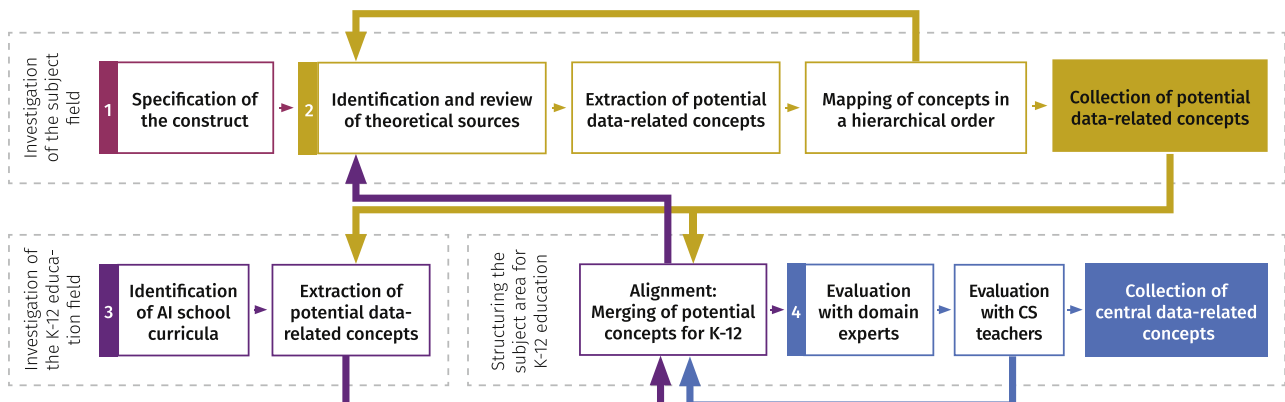 Investigation
of the subject
field
1
Specification of
the construct
2
Identification and review
of theoretical sources
Extraction of potential
data-related concepts
Mapping of concepts in
a hierarchical order
Collection of potential
data-related concepts
Investigation of
the K-12 educa-
tion field
3
Identification
of AI school
curricula
Extraction of
potential data-
related concepts
Structuring the
subject area for
K-12 education
Alignment:
Merging of potential
concepts for K-12
4
Evaluation
with domain
experts
Evaluation
with CS
teachers
Collection of
central data-related
concepts